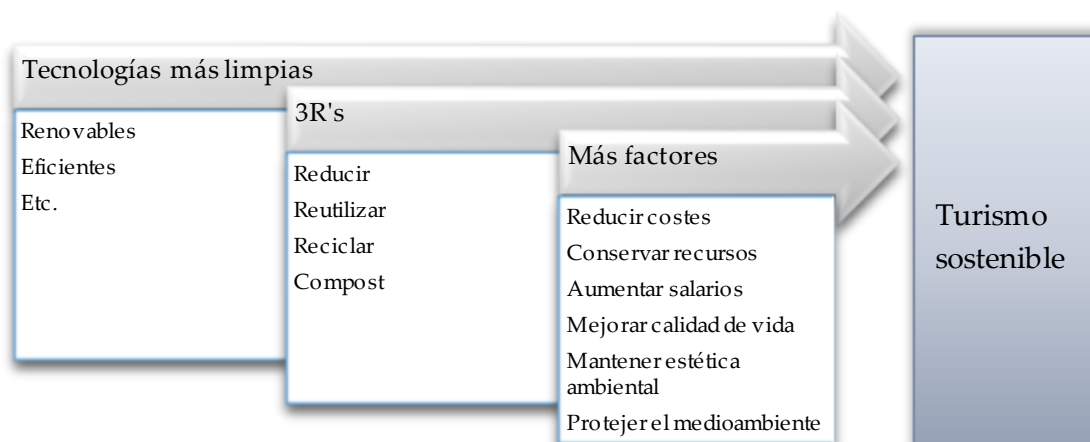 Tecnologías más limpias
Renovables
Eficientes
Etc.
3R's
Reducir
Reutilizar
Reciclar
Compost
Más factores
Reducir costes
Conservar recursos
Aumentar salarios
Mejorar calidad de vida
Mantener estética
ambiental
Protejer el medioambiente
Turismo
sostenible